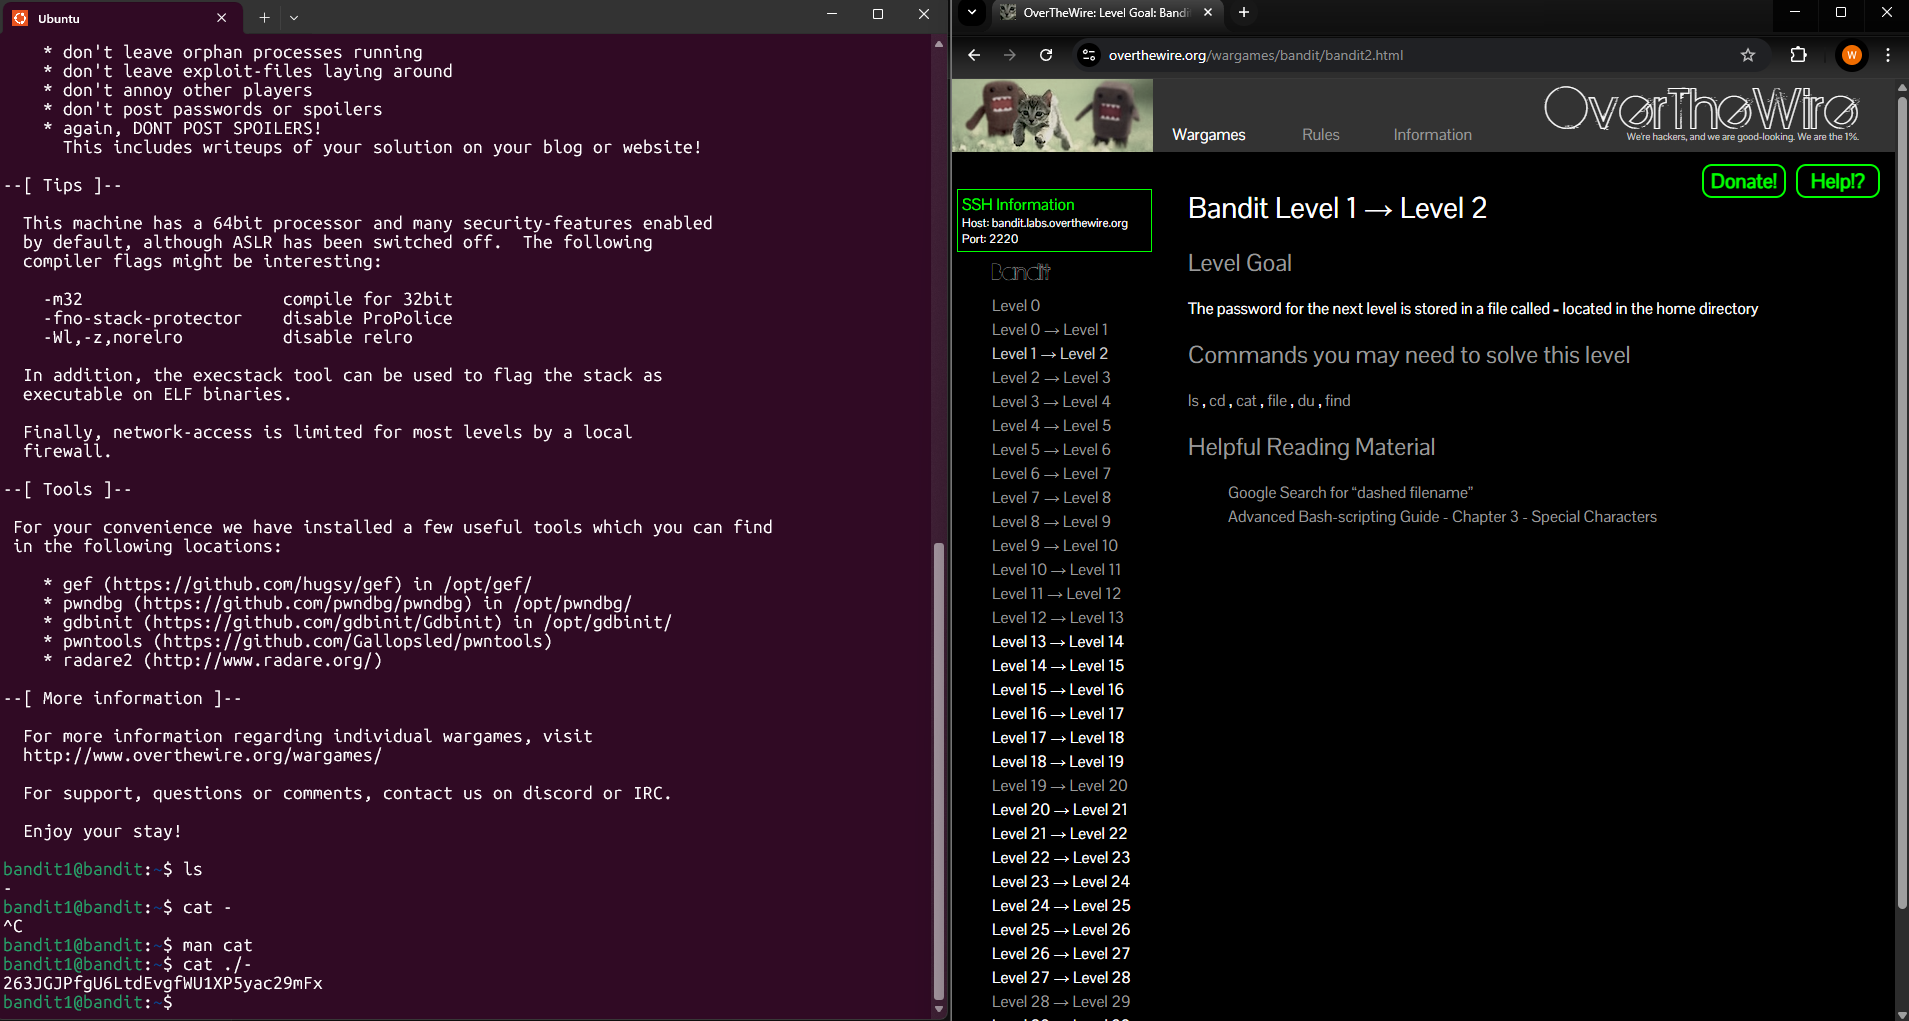 Ubuntu
* don't leave orphan processes running
* don't leave exploit-files laying around
* don't annoy other players
* don't post passwords or spoilers
* again, DONT POST SPOILERS!
This includes writeups of your solution on your blog or website!
--[ Tips ]--
This machine has a 64bit processor and many security-features enabled
by default, although ASLR has been switched off.  The following
compiler flags might be interesting:
-m32                    compile for 32bit
-fno-stack-protector    disable ProPolice
-Wl,-z,norelro          disable relro
In addition, the execstack tool can be used to flag the stack as
executable on ELF binaries.
Finally, network-access is limited for most levels by a local
firewall.
--[ Tools ]--
For your convenience we have installed a few useful tools which you can find
in the following locations:
* gef (https://github.com/hugsy/gef) in /opt/gef/
* pwndbg (https://github.com/pwndbg/pwndbg) in /opt/pwndbg/
* gdbinit (https://github.com/gdbinit/Gdbinit) in /opt/gdbinit/
* pwntools (https://github.com/Gallopsled/pwntools)
* radare2 (http://www.radare.org/)
--[ More information ]--
For more information regarding individual wargames, visit
http://www.overthewire.org/wargames/
For support, questions or comments, contact us on discord or IRC.
Enjoy your stay!
bandit1@bandit:~$ ls
-
bandit1@bandit:~$ cat -
^C
bandit1@bandit:~$ man cat
bandit1@bandit:~$ cat ./-
263JGJPfgU6LtdEvgfWU1XP5yac29mFx
bandit1@bandit:~$
OverTheWire: Level Goal: Bandi
overthewire.org/wargames/bandit/bandit2.html
W
Wargames
Rules
Information
OverTheWire
We're hackers, and we are good-looking. We are the 1%.
Donate!
Help!?
SSH Information
Host: bandit.labs.overthewire.org
Port: 2220
Bandit
Level 0
Level 0 → Level 1
Level 1 → Level 2
Level 2 → Level 3
Level 3 → Level 4
Level 4 → Level 5
Level 5 → Level 6
Level 6 → Level 7
Level 7 → Level 8
Level 8 → Level 9
Level 9 → Level 10
Level 10 → Level 11
Level 11 → Level 12
Level 12 → Level 13
Level 13 → Level 14
Level 14 → Level 15
Level 15 → Level 16
Level 16 → Level 17
Level 17 → Level 18
Level 18 → Level 19
Level 19 → Level 20
Level 20 → Level 21
Level 21 → Level 22
Level 22 → Level 23
Level 23 → Level 24
Level 24 → Level 25
Level 25 → Level 26
Level 26 → Level 27
Level 27 → Level 28
Level 28 → Level 29
Bandit Level 1 → Level 2
Level Goal
The password for the next level is stored in a file called - located in the home directory
Commands you may need to solve this level
ls , cd , cat , file , du , find
Helpful Reading Material
Google Search for “dashed filename”
Advanced Bash-scripting Guide - Chapter 3 - Special Characters